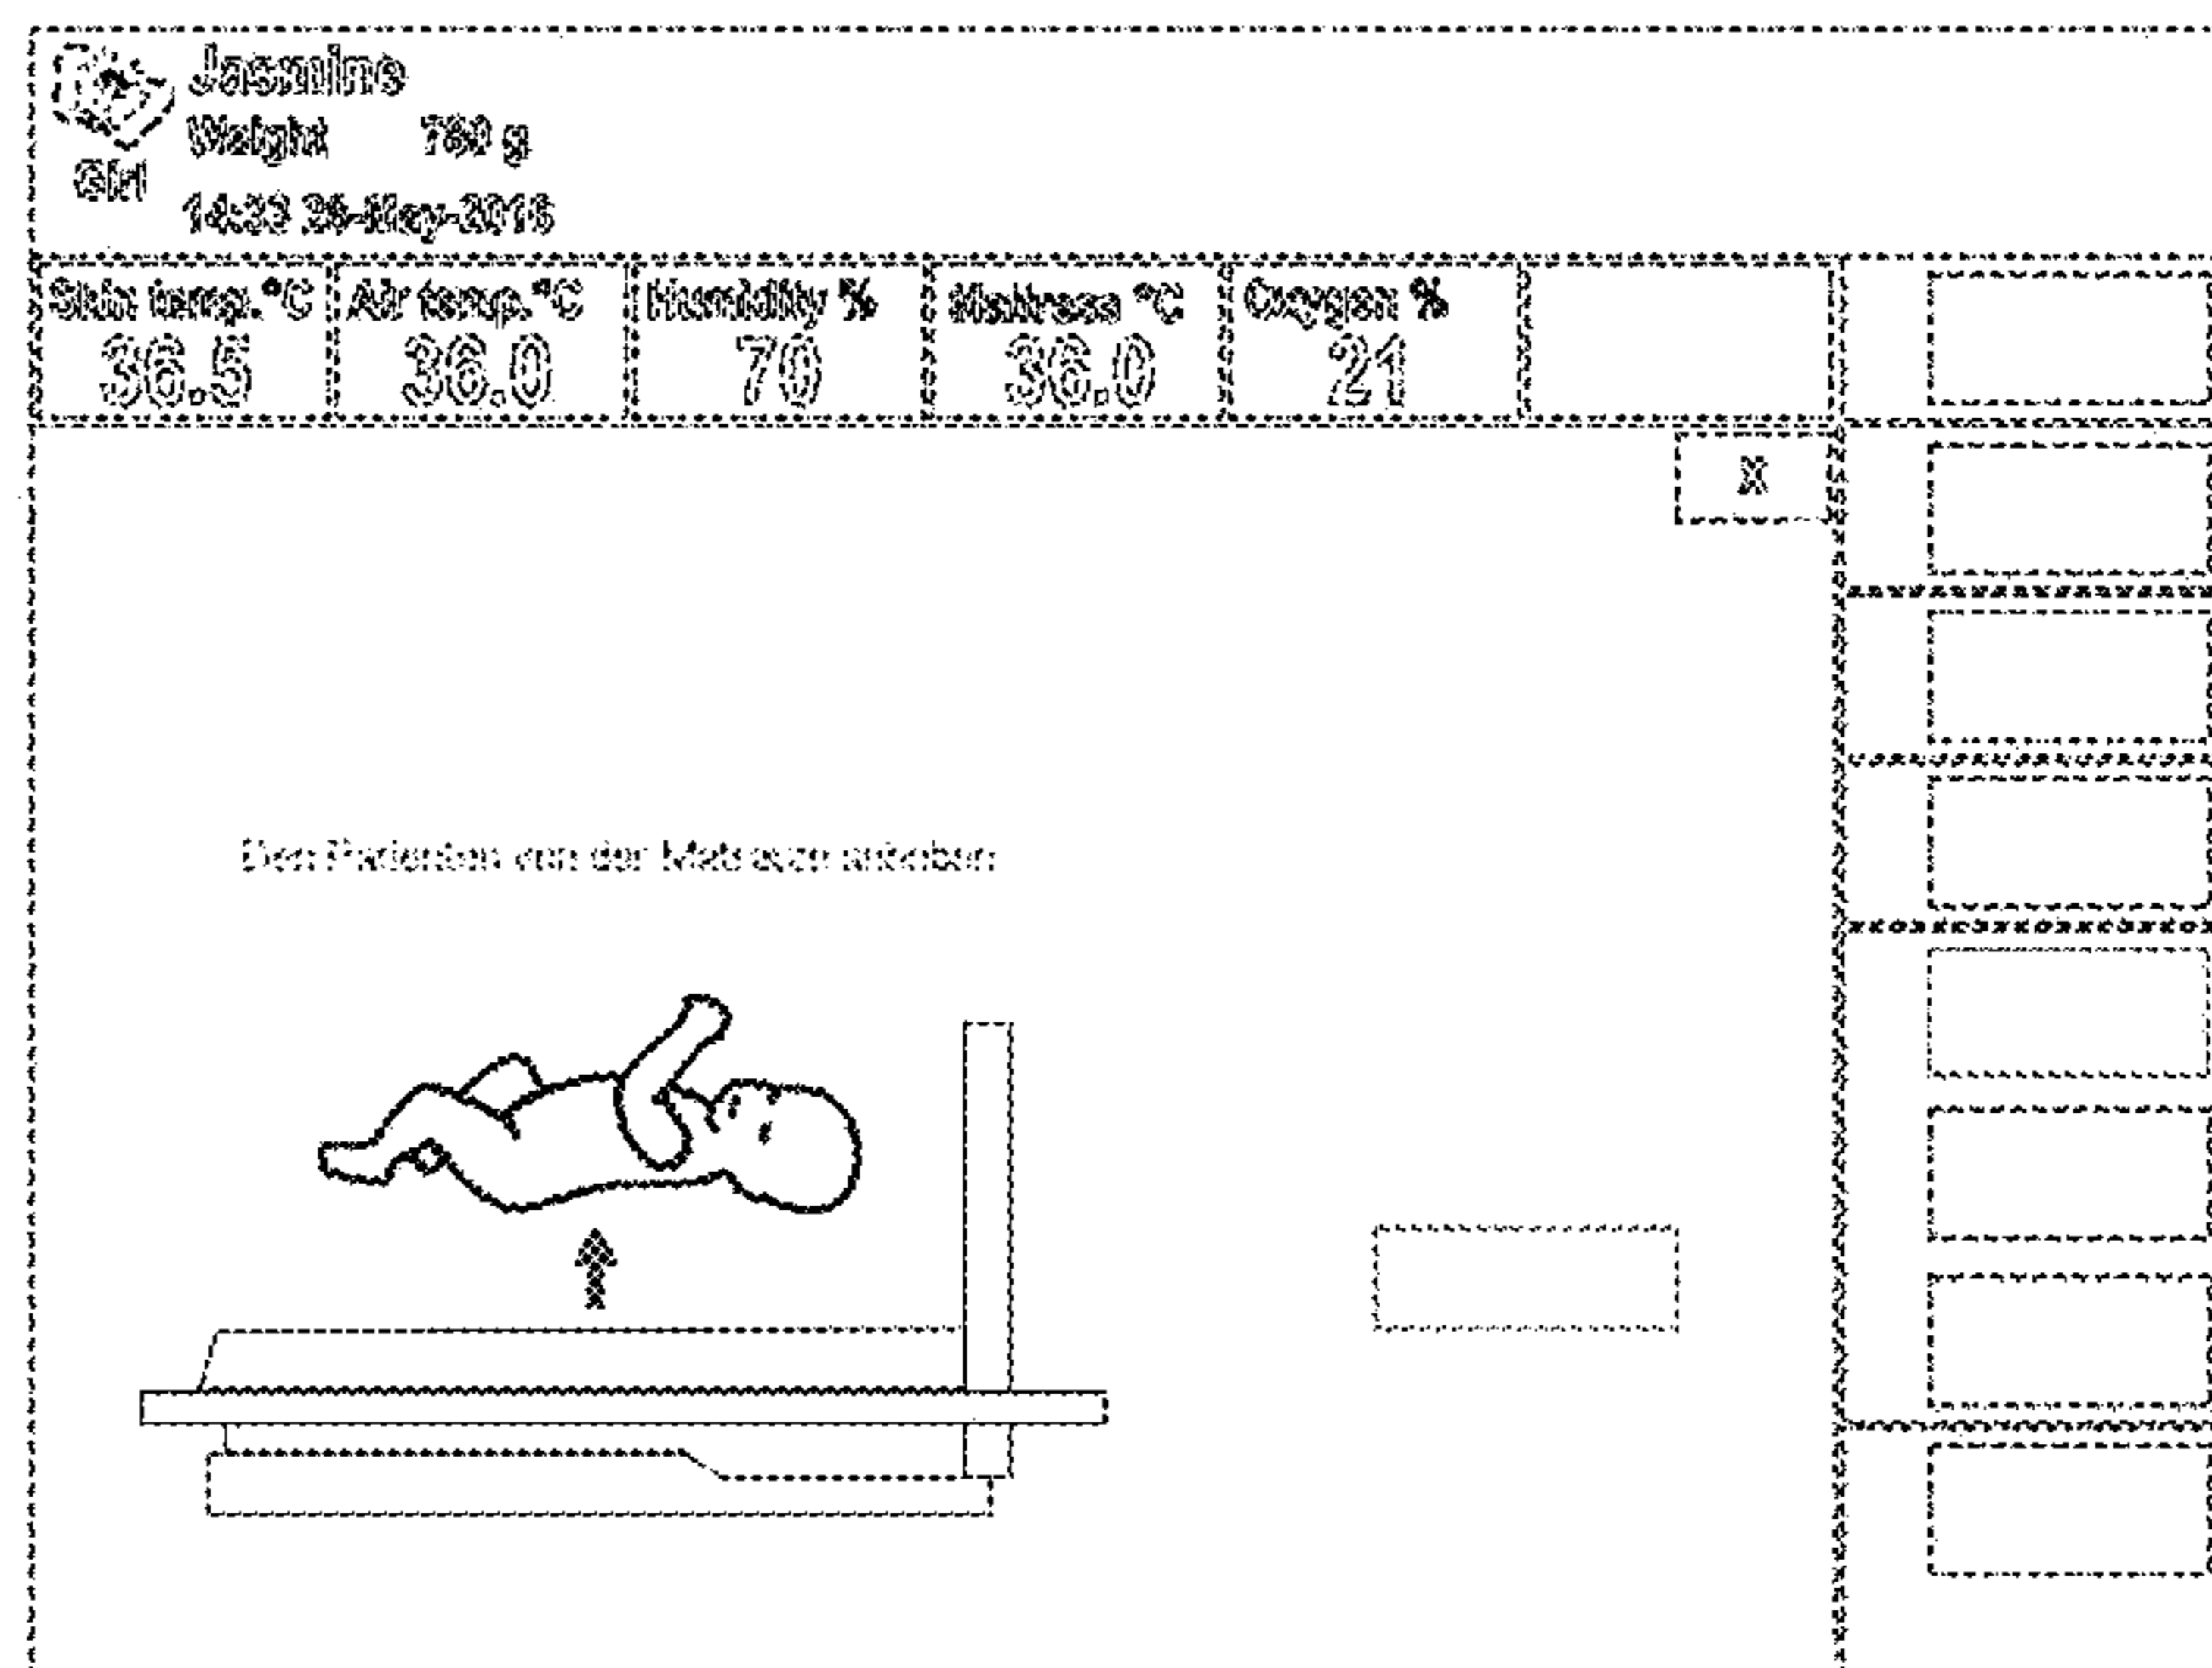 Jasmine
Weight 780 g
Girl
14:33 26-May-2016
Skin temp.°C Air temp.°C Humidity % Mattress °C Oxygen %
36.5 36.0 70 36.0 21
X
Den Patienten von der Matratze anheben